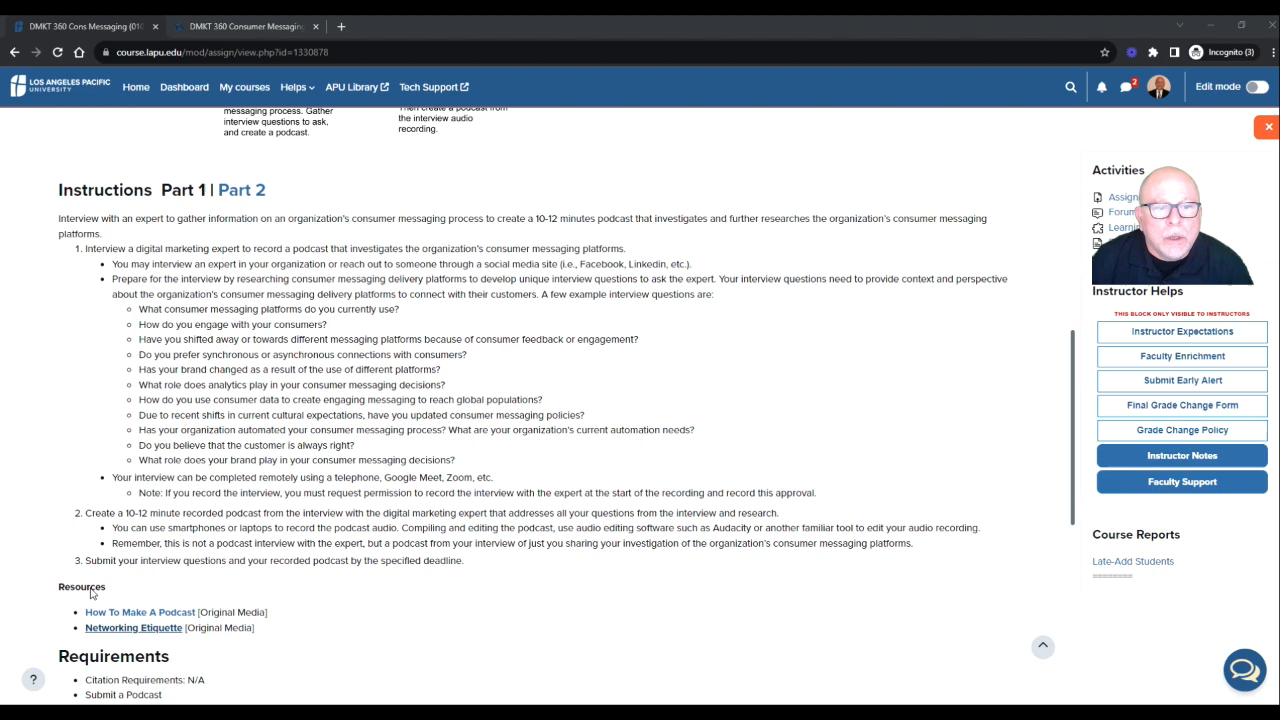 DMKT 360 Cons Messaging (010
DMKT 360 Consumer Messaging
course.lapu.edu/mod/assign/view.php?id=1330878
Incognito (3)
LOS ANGELES PACIFIC
UNIVERSITY
Home
Dashboard
My courses
Helps
APU Library
Tech Support
2
Edit mode
messaging process. Gather
interview questions to ask,
and create a podcast.
Then create a podcast from
the interview audio
recording.
Instructions Part 1 | Part 2
Interview with an expert to gather information on an organization's consumer messaging process to create a 10-12 minutes podcast that investigates and further researches the organization's consumer messaging
platforms.
1. Interview a digital marketing expert to record a podcast that investigates the organization's consumer messaging platforms.
You may interview an expert in your organization or reach out to someone through a social media site (i.e., Facebook, Linkedin, etc.).
Prepare for the interview by researching consumer messaging delivery platforms to develop unique interview questions to ask the expert. Your interview questions need to provide context and perspective
about the organization's consumer messaging delivery platforms to connect with their customers. A few example interview questions are:
What consumer messaging platforms do you currently use?
How do you engage with your consumers?
Have you shifted away or towards different messaging platforms because of consumer feedback or engagement?
Do you prefer synchronous or asynchronous connections with consumers?
Has your brand changed as a result of the use of different platforms?
What role does analytics play in your consumer messaging decisions?
How do you use consumer data to create engaging messaging to reach global populations?
Due to recent shifts in current cultural expectations, have you updated consumer messaging policies?
Has your organization automated your consumer messaging process? What are your organization's current automation needs?
Do you believe that the customer is always right?
What role does your brand play in your consumer messaging decisions?
Your interview can be completed remotely using a telephone, Google Meet, Zoom, etc.
Note: If you record the interview, you must request permission to record the interview with the expert at the start of the recording and record this approval.
2. Create a 10-12 minute recorded podcast from the interview with the digital marketing expert that addresses all your questions from the interview and research.
You can use smartphones or laptops to record the podcast audio. Compiling and editing the podcast, use audio editing software such as Audacity or another familiar tool to edit your audio recording.
Remember, this is not a podcast interview with the expert, but a podcast from your interview of just you sharing your investigation of the organization's consumer messaging platforms.
3. Submit your interview questions and your recorded podcast by the specified deadline.
Resources
How To Make A Podcast [Original Media]
Networking Etiquette [Original Media]
Requirements
Citation Requirements: N/A
Submit a Podcast
?
Activities
Assign
Forum
Learni
Instructor Helps
THIS BLOCK ONLY VISIBLE TO INSTRUCTORS
Instructor Expectations
Faculty Enrichment
Submit Early Alert
Final Grade Change Form
Grade Change Policy
Instructor Notes
Faculty Support
Course Reports
Late-Add Students
========